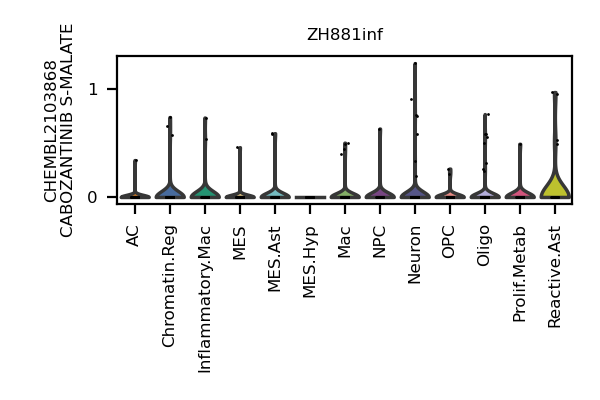 ZH881inf
CHEMBL2103868
CABOZANTINIB S-MALATE
1
0
AC
Chromatin.Reg
Inflammatory.Mac
MES
MES.Ast
MES.Hyp
Mac
NPC
Neuron
OPC
Oligo
Prolif.Metab
Reactive.Ast